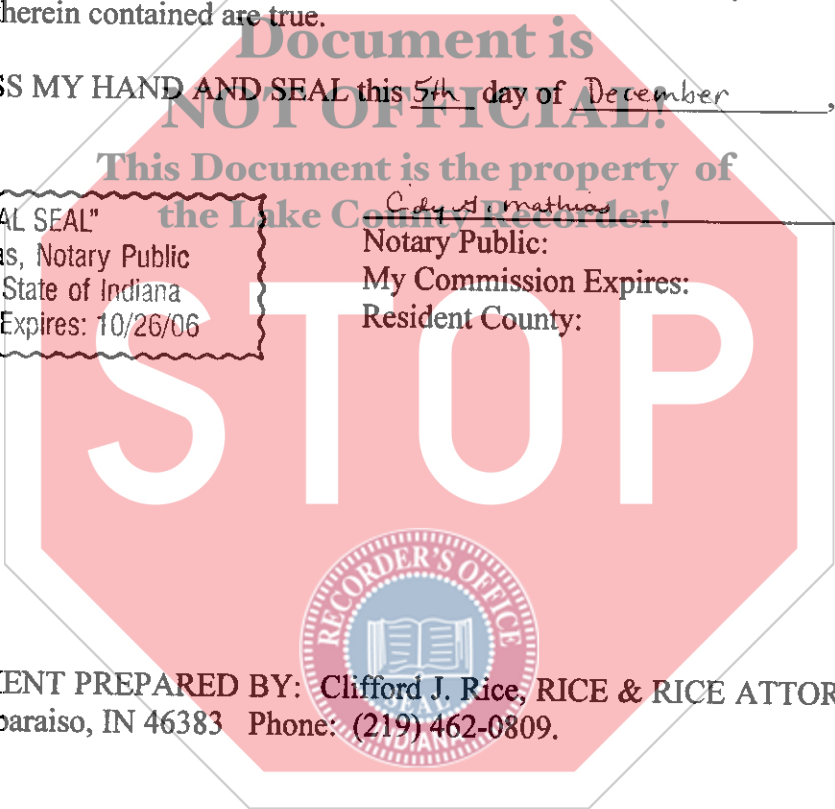 herein contained are true.
Document is
SS MY HAND AND SEAL this 5th day of December,
NOT OFFICIAL!
This Document is the property of
the Lake County Recorder!
AL SEAL"
as, Notary Public
State of Indiana
Expires: 10/26/06
Mathias
Notary Public:
My Commission Expires:
Resident County:
STOP
RECORDER'S OFFICE
SEAL
INDIANA
ENT PREPARED BY: Clifford J. Rice, RICE & RICE ATTOR
paraiso, IN 46383 Phone: (219) 462-0809.